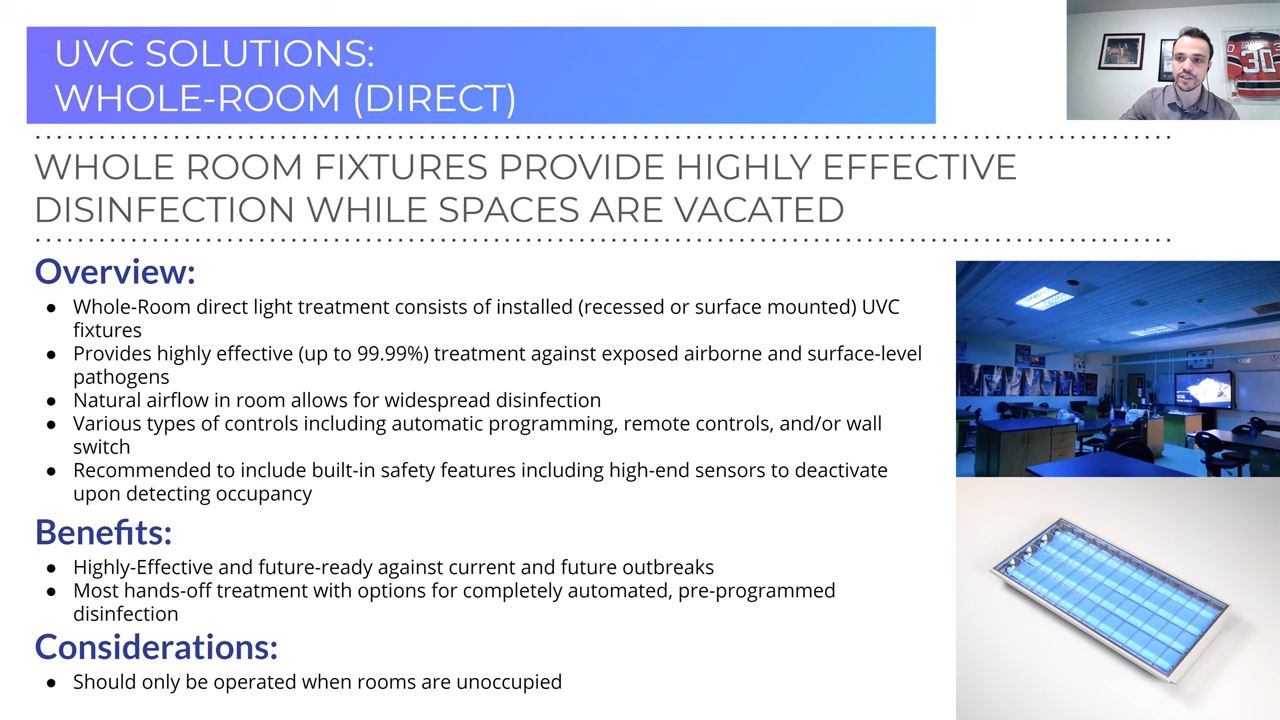 UVC SOLUTIONS:
WHOLE-ROOM (DIRECT)
30
WHOLE ROOM FIXTURES PROVIDE HIGHLY EFFECTIVE
DISINFECTION WHILE SPACES ARE VACATED
Overview:
● Whole-Room direct light treatment consists of installed (recessed or surface mounted) UVC
fixtures
● Provides highly effective (up to 99.99%) treatment against exposed airborne and surface-level
pathogens
● Natural airflow in room allows for widespread disinfection
● Various types of controls including automatic programming, remote controls, and/or wall
switch
● Recommended to include built-in safety features including high-end sensors to deactivate
upon detecting occupancy
Benefits:
● Highly-Effective and future-ready against current and future outbreaks
● Most hands-off treatment with options for completely automated, pre-programmed
disinfection
Considerations:
● Should only be operated when rooms are unoccupied